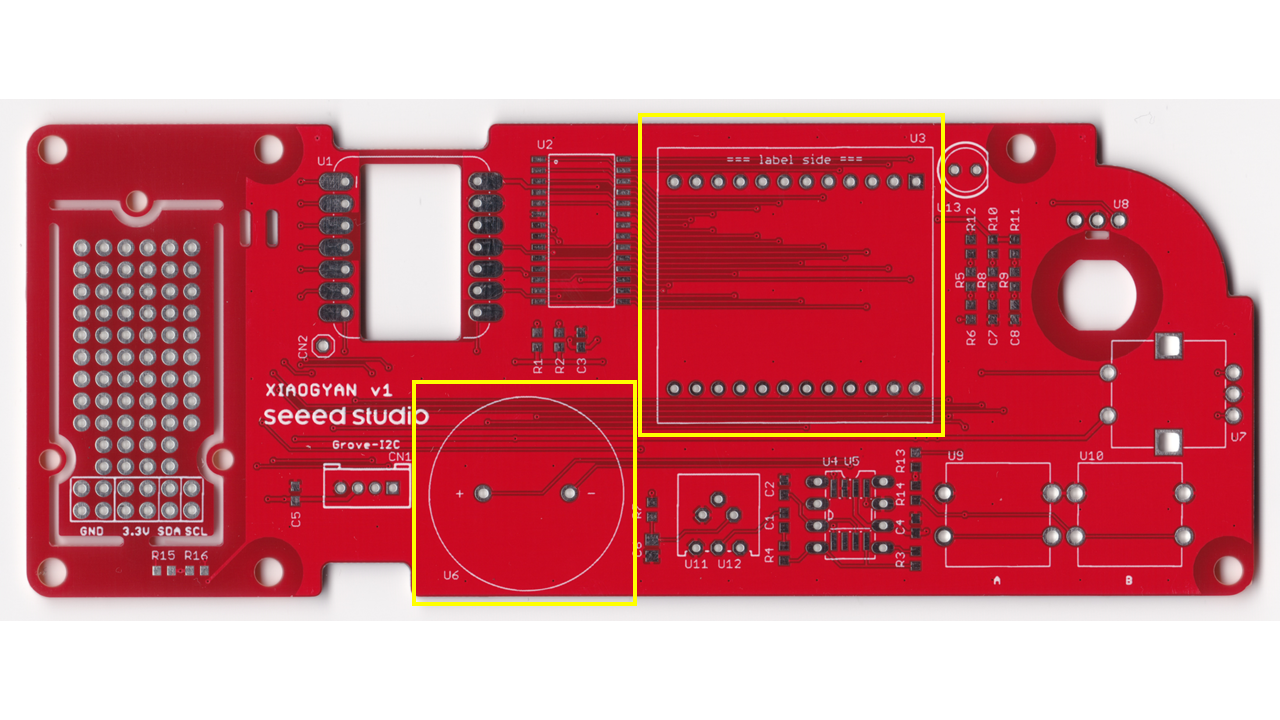 U1
U2
U3
=== label side ===
U13
U8
R12
R10
R11
R5
R8
R9
R6
C7
C8
CN2
R1
R2
C3
XIAOGYAN v1
seeed studio
Grove-I2C
CN1
C5
+
-
U6
U4 U5
C2
C1
R4
R13
R14
C4
R3
U11 U12
U9
U10
U7
A
B
GND 3.3V SDA SCL
R15 R16